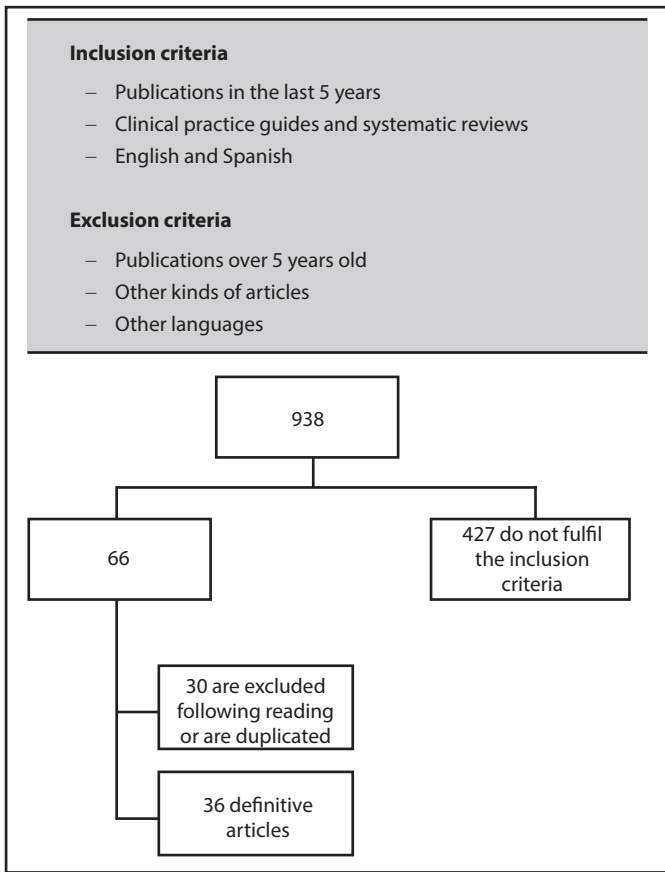 Inclusion criteria
– Publications in the last 5 years
– Clinical practice guides and systematic reviews
– English and Spanish
Exclusion criteria
– Publications over 5 years old
– Other kinds of articles
– Other languages
938
66
427 do not fulfil
the inclusion
criteria
30 are excluded
following reading
or are duplicated
36 definitive
articles